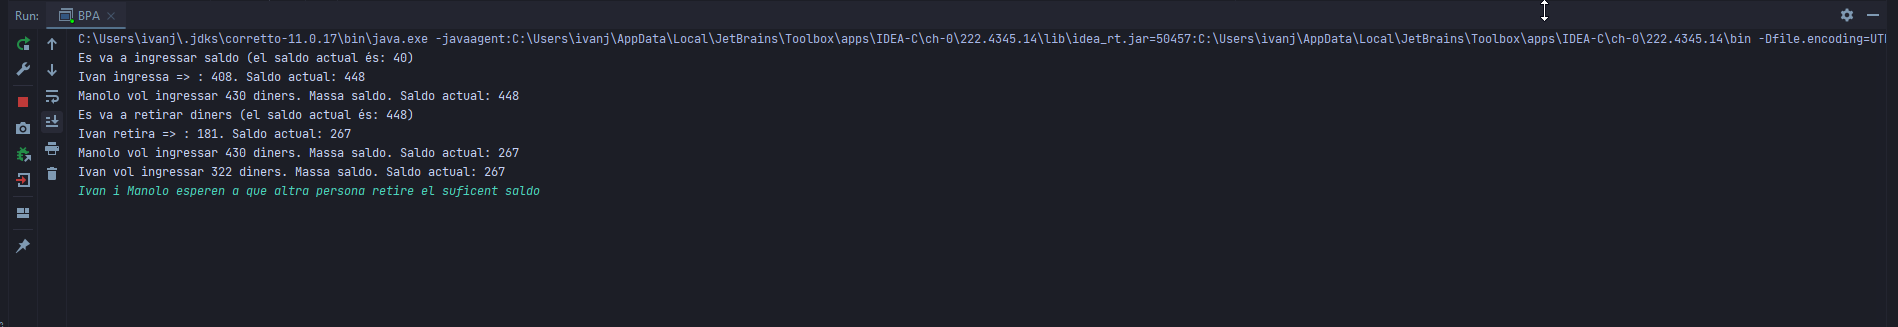 Run: BPA
C:\Users\ivanj\.jdks\corretto-11.0.17\bin\java.exe -javaagent:C:\Users\ivanj\AppData\Local\JetBrains\Toolbox\apps\IDEA-C\ch-0\222.4345.14\lib\idea_rt.jar=50457:C:\Users\ivanj\AppData\Local\JetBrains\Toolbox\apps\IDEA-C\ch-0\222.4345.14\bin -Dfile.encoding=UT
Es va a ingressar saldo (el saldo actual és: 40)
Ivan ingressa => : 408. Saldo actual: 448
Manolo vol ingressar 430 diners. Massa saldo. Saldo actual: 448
Es va a retirar diners (el saldo actual és: 448)
Ivan retira => : 181. Saldo actual: 267
Manolo vol ingressar 430 diners. Massa saldo. Saldo actual: 267
Ivan vol ingressar 322 diners. Massa saldo. Saldo actual: 267
Ivan i Manolo esperen a que altra persona retire el suficent saldo